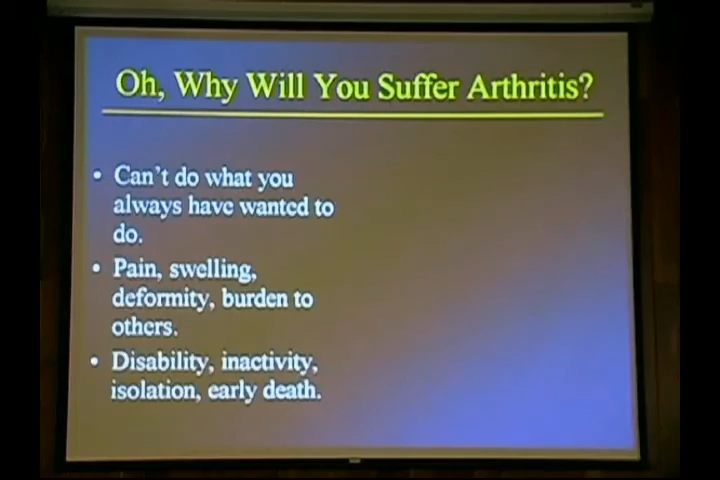 Oh, Why Will You Suffer Arthritis?
• Can't do what you
always have wanted to
do.
• Pain, swelling,
deformity, burden to
others.
• Disability, inactivity,
isolation, early death.